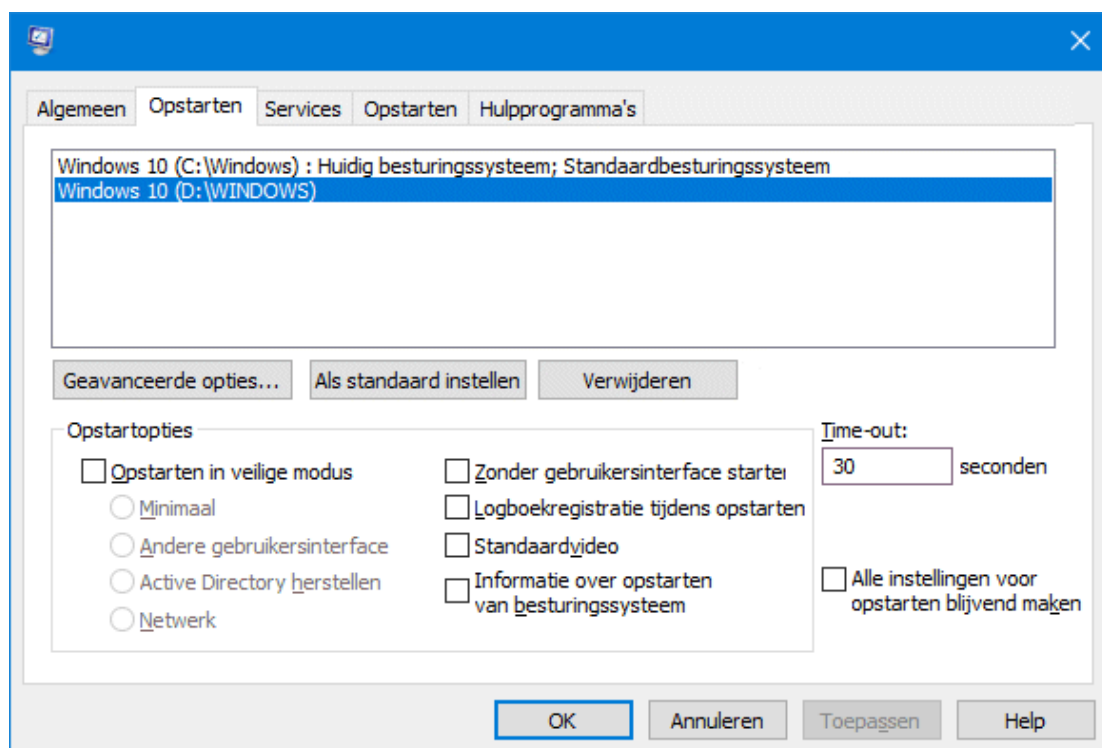 Algemeen Opstarten Services Opstarten Hulpprogramma's
Windows 10 (C:\Windows) : Huidig besturingssysteem; Standaardbesturingssysteem
Windows 10 (D:\WINDOWS)
Geavanceerde opties... Als standaard instellen Verwijderen
Opstartopties
Time-out:
Opstarten in veilige modus
Zonder gebruikersinterface starter
30 seconden
Minimaal
Logboekregistratie tijdens opstarten
Andere gebruikersinterface
Standaardvideo
Active Directory herstellen
Informatie over opstarten
van besturingssysteem
Alle instellingen voor
opstarten blijvend maken
Netwerk
OK Annuleren Toepassen Help